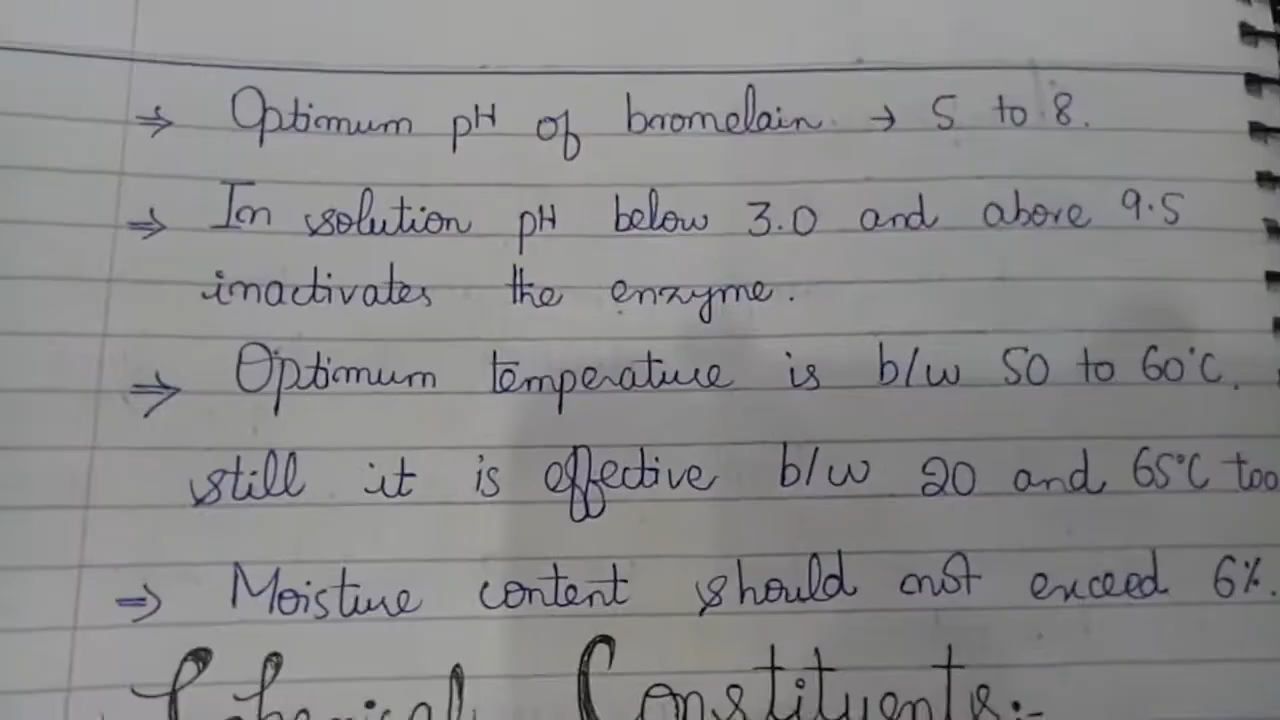 ⇒ Optimum pH of bromelain → 5 to 8.
⇒ In solution pH below 3.0 and above 9.5
inactivates the enzyme.
⇒ Optimum temperature is b/w 50 to 60°C.
still it is effective b/w 20 and 65°C too
⇒ Moisture content should not exceed 6%.
Chemical Constituents:-